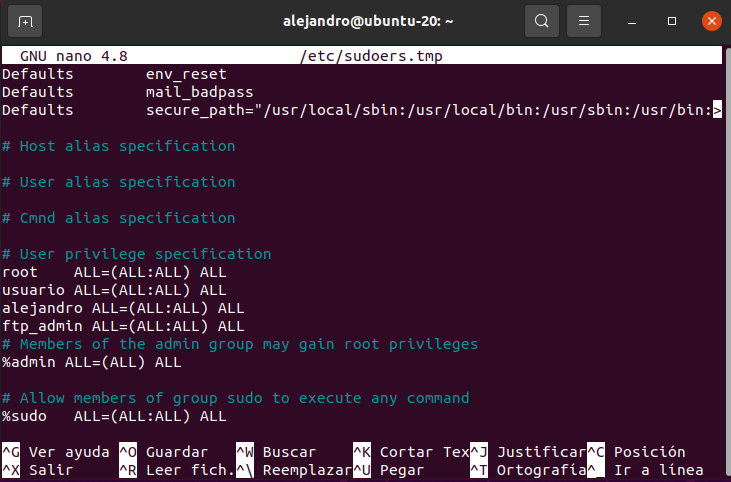 alejandro@ubuntu-20: ~
GNU nano 4.8 /etc/sudoers.tmp
Defaults env_reset
Defaults mail_badpass
Defaults secure_path="/usr/local/sbin:/usr/local/bin:/usr/sbin:/usr/bin:>
# Host alias specification
# User alias specification
# Cmnd alias specification
# User privilege specification
root ALL=(ALL:ALL) ALL
usuario ALL=(ALL:ALL) ALL
alejandro ALL=(ALL:ALL) ALL
ftp_admin ALL=(ALL:ALL) ALL
# Members of the admin group may gain root privileges
%admin ALL=(ALL) ALL
# Allow members of group sudo to execute any command
%sudo ALL=(ALL:ALL) ALL
^G Ver ayuda ^O Guardar ^W Buscar ^K Cortar Tex^J Justificar^C Posición
^X Salir ^R Leer fich.^\ Reemplazar^U Pegar ^T Ortografía^_ Ir a línea